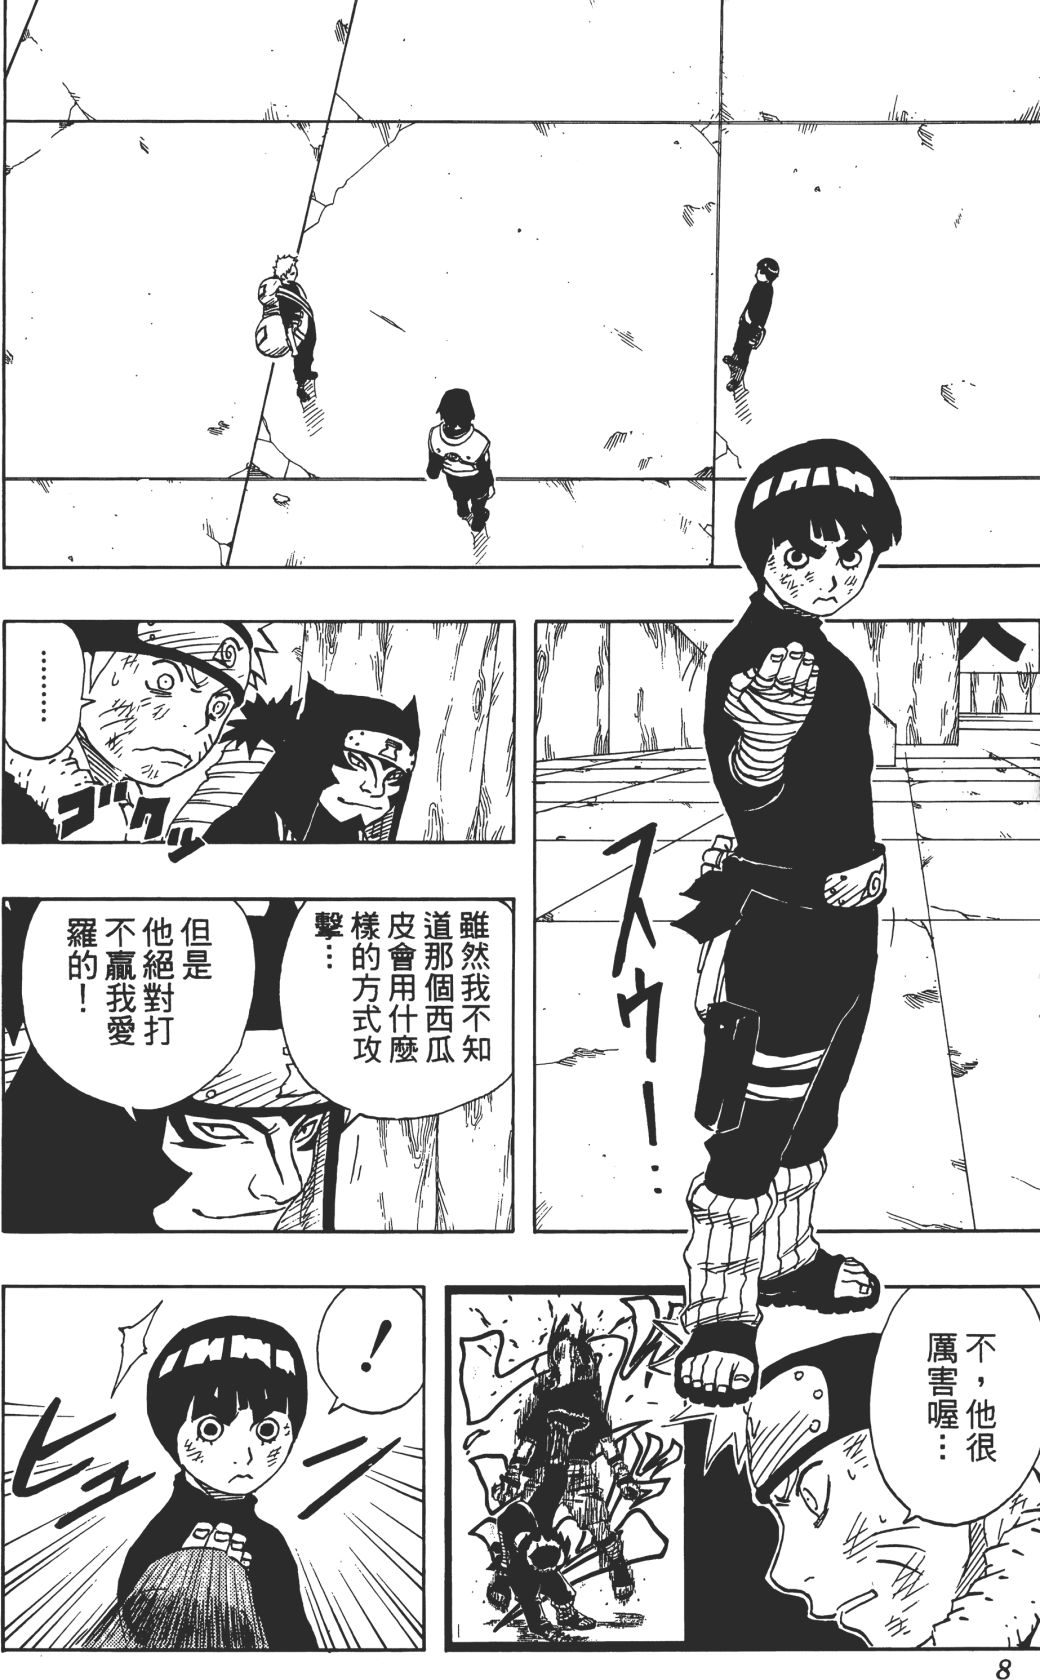 スゥー…
………
ゴクッ
雖然我不知
道那個西瓜
皮會用什麼
樣的方式攻
擊…
但是
他絕對打
不贏我愛
羅的！
不，他很
厲害喔…
！
ヒュン
8